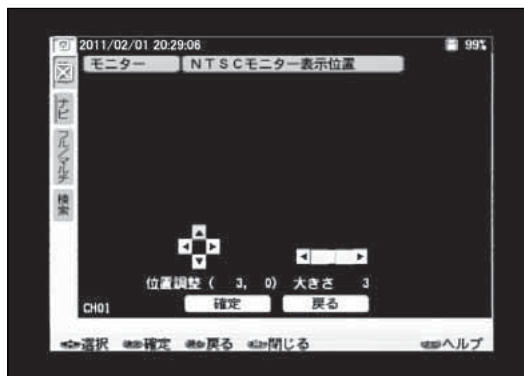 2011/02/01 20:29:06 99%
モニター NTSCモニター表示位置
ナビ
フル/マルチ
検索
位置調整 ( 3, 0) 大きさ 3
確定 戻る
CH01
選択 確定 戻る 閉じる ヘルプ